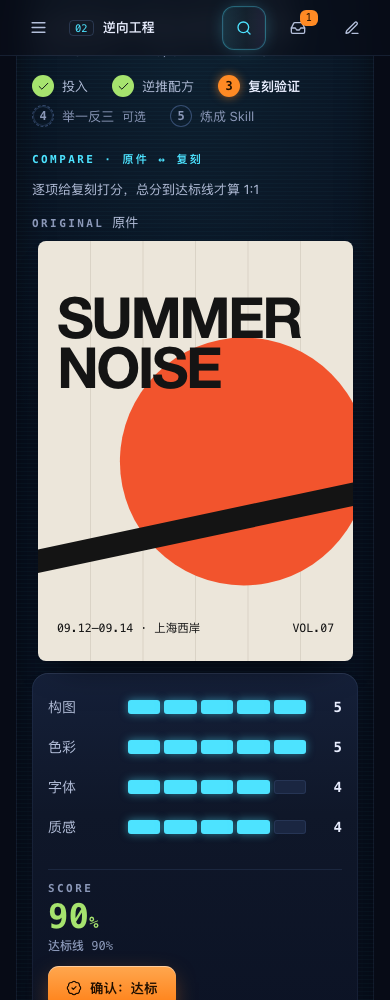 02 逆向工程
1
投入 逆推配方 3 复刻验证
4 举一反三 可选 5 炼成 Skill
COMPARE · 原件 ↔ 复刻
逐项给复刻打分，总分到达标线才算 1:1
ORIGINAL 原件
SUMMER
NOISE
09.12—09.14 · 上海西岸 VOL.07
构图 5
色彩 5
字体 4
质感 4
SCORE
90%
达标线 90%
确认：达标